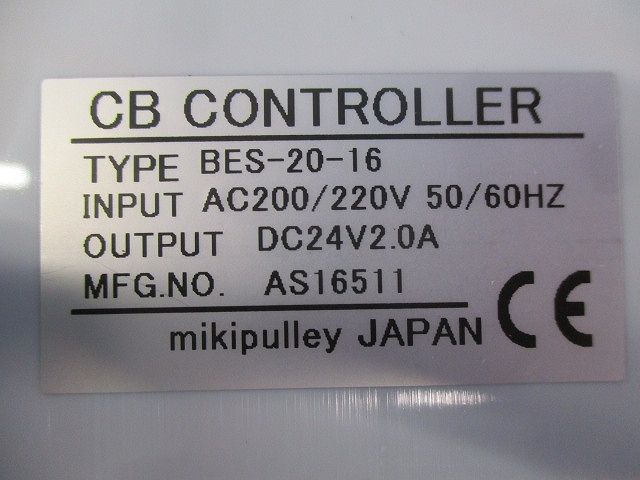 CB CONTROLLER
TYPE BES-20-16
INPUT AC200/220V 50/60HZ
OUTPUT DC24V2.0A
MFG.NO. AS16511
mikipulley JAPAN CE